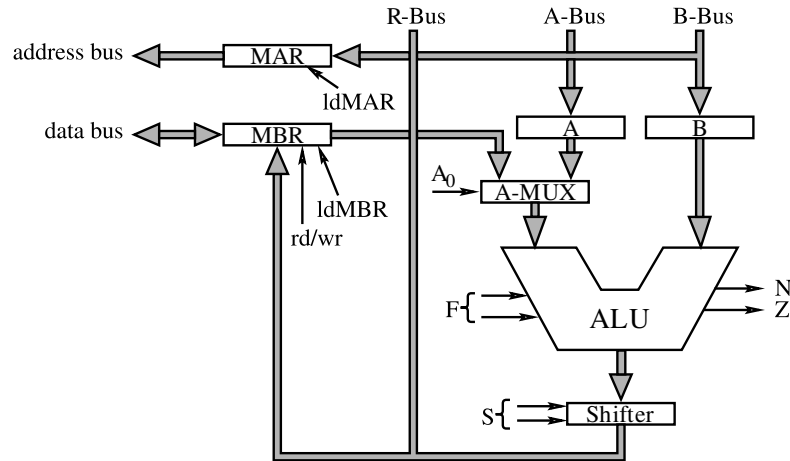 R-Bus A-Bus B-Bus
address bus MAR
ldMAR
data bus MBR A B
A0 A-MUX
ldMBR
rd/wr
F ALU N
Z
S Shifter